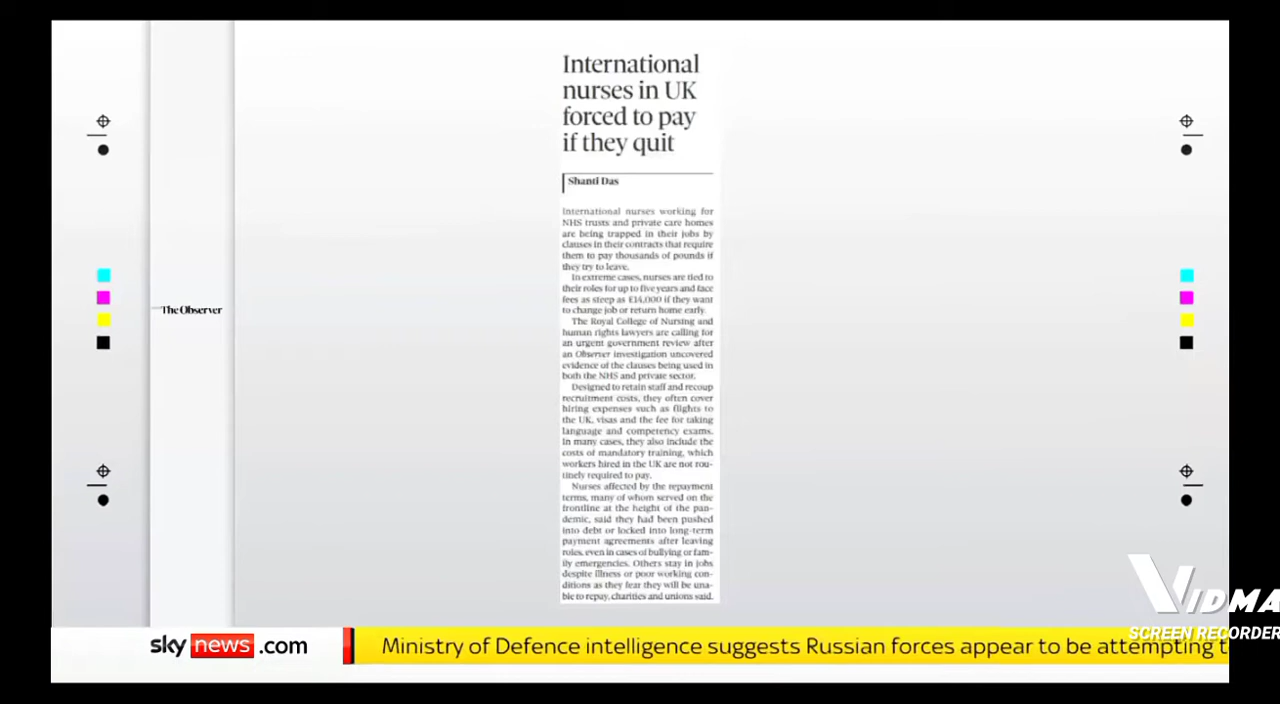 International
nurses in UK
forced to pay
if they quit
Shanti Das
International nurses working for
NHS trusts and private care homes
are being trapped in their jobs by
clauses in their contracts that require
them to pay thousands of pounds if
they try to leave.
In extreme cases, nurses are tied to
their roles for up to five years and face
fees as steep as £14,000 if they want
to change job or return home early.
The Royal College of Nursing and
human rights lawyers are calling for
an urgent government review after
an Observer investigation uncovered
evidence of the clauses being used in
both the NHS and private sector.
Designed to retain staff and recoup
recruitment costs, they often cover
hiring expenses such as flights to
the UK, visas and the fee for taking
language and competency exams.
In many cases, they also include the
costs of mandatory training, which
workers hired in the UK are not rou-
tinely required to pay.
Nurses affected by the repayment
terms, many of whom served on the
frontline at the height of the pan-
demic, said they had been pushed
into debt or locked into long-term
payment agreements after leaving
roles, even in cases of bullying or fam-
ily emergencies. Others stay in jobs
despite illness or poor working con-
ditions as they fear they will be una-
ble to repay, charities and unions said.
The Observer
sky news .com
Ministry of Defence intelligence suggests Russian forces appear to be attempting t
VIDMA
SCREEN RECORDER